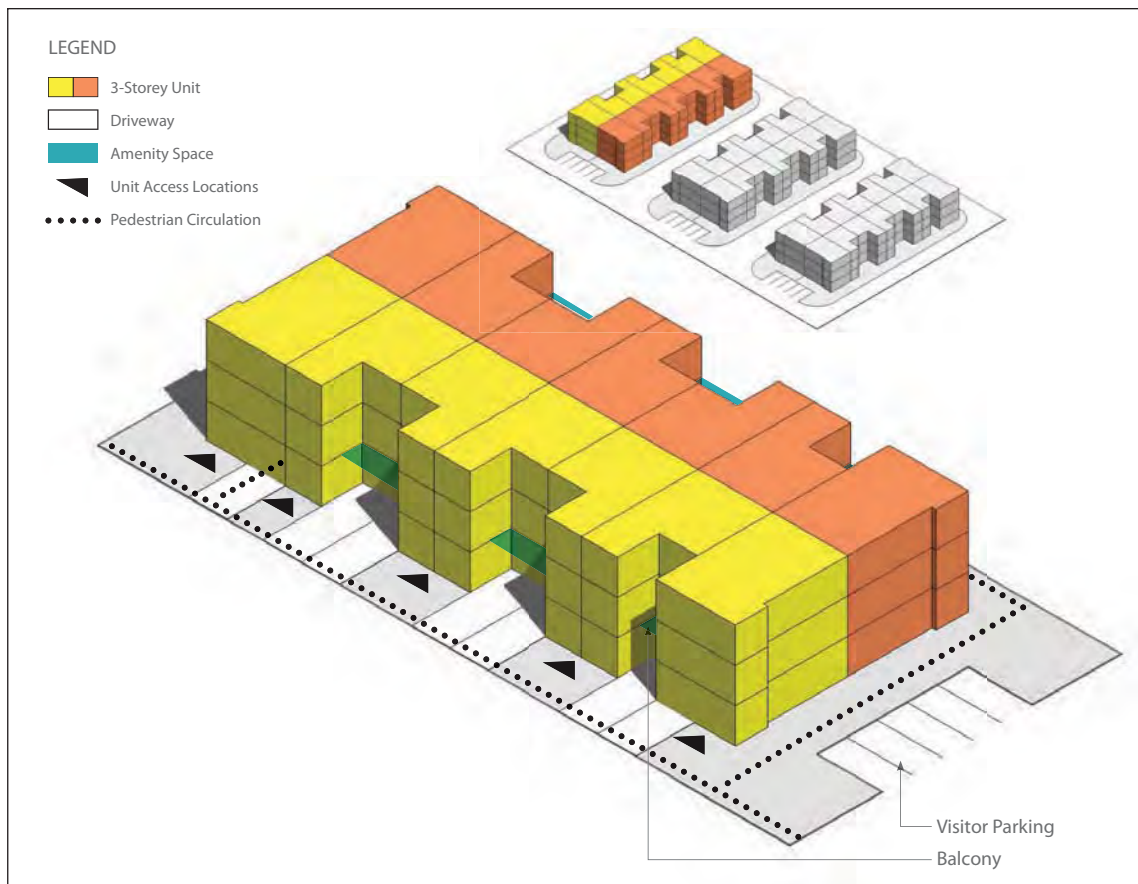 LEGEND
3-Storey Unit
Driveway
Amenity Space
Unit Access Locations
Pedestrian Circulation
Visitor Parking
Balcony